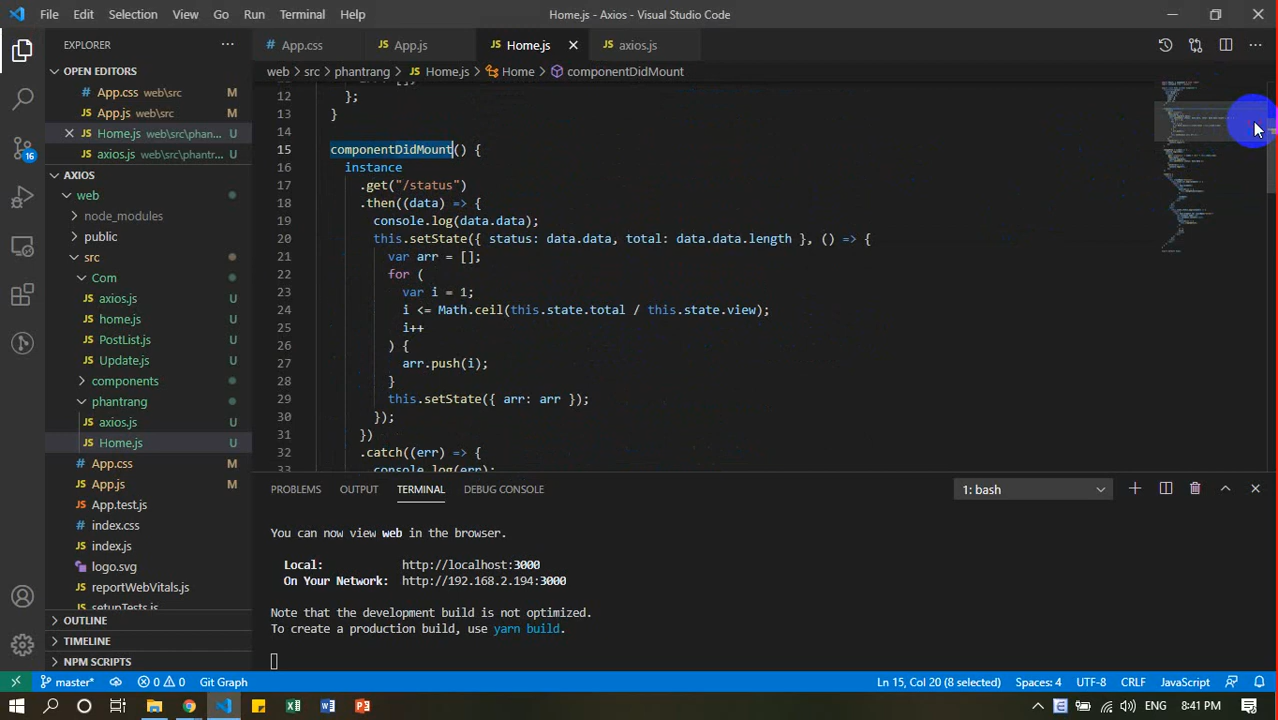 File Edit Selection View Go Run Terminal Help Home.js - Axios - Visual Studio Code
EXPLORER
App.css App.js Home.js axios.js
web > src > phantrang > Home.js > Home > componentDidMount
OPEN EDITORS
App.css web\src M
App.js web\src M
Home.js web\src\phan... U
axios.js web\src\phantr... U
AXIOS
web
node_modules
public
src
Com
axios.js U
home.js U
PostList.js U
Update.js U
components
phantrang
axios.js U
Home.js U
App.css M
App.js M
App.test.js
index.css
index.js
logo.svg
reportWebVitals.js
setupTests.js
OUTLINE
TIMELINE
NPM SCRIPTS
12 };
13 }
14
15 componentDidMount() {
16 instance
17 .get("/status")
18 .then((data) => {
19 console.log(data.data);
20 this.setState({ status: data.data, total: data.data.length }, () => {
21 var arr = [];
22 for (
23 var i = 1;
24 i <= Math.ceil(this.state.total / this.state.view);
25 i++
26 ) {
27 arr.push(i);
28 }
29 this.setState({ arr: arr });
30 });
31 })
32 .catch((err) => {
33 console.log(err);
PROBLEMS OUTPUT TERMINAL DEBUG CONSOLE 1: bash
You can now view web in the browser.
Local: http://localhost:3000
On Your Network: http://192.168.2.194:3000
Note that the development build is not optimized.
To create a production build, use yarn build.
16
master* 0 0 Git Graph Ln 15, Col 20 (8 selected) Spaces: 4 UTF-8 CRLF JavaScript
ENG 8:41 PM